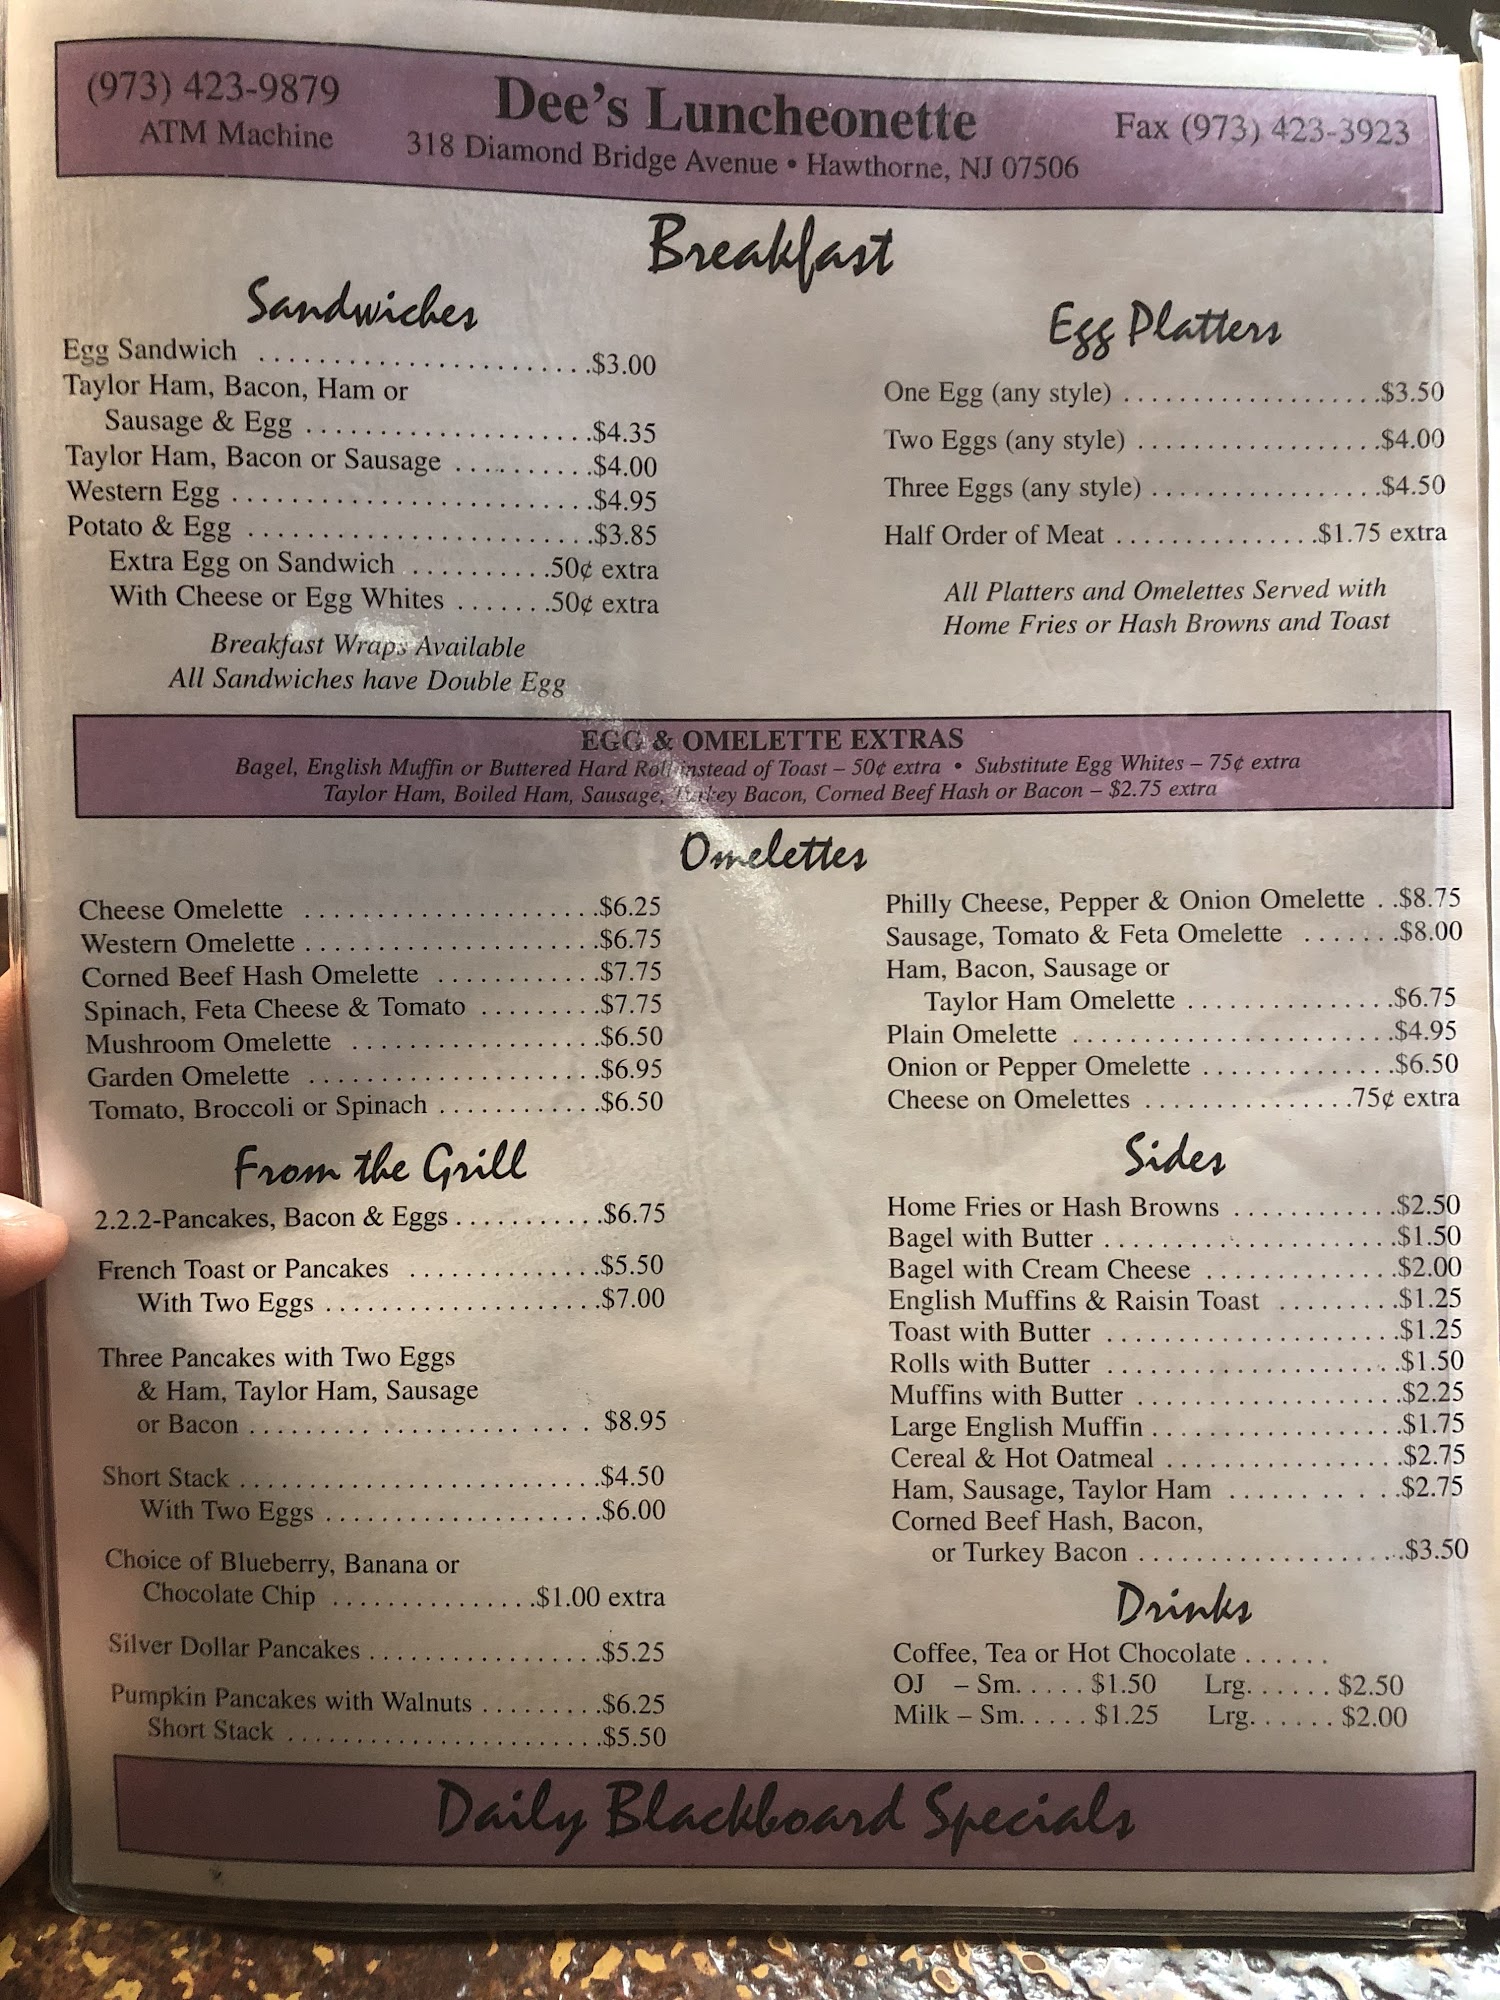 (973) 423-9879
ATM Machine
Dee's Luncheonette
318 Diamond Bridge Avenue • Hawthorne, NJ 07506
Fax (973) 423-3923
Breakfast
Sandwiches
Egg Sandwich ......................$3.00
Taylor Ham, Bacon, Ham or
Sausage & Egg ...................$4.35
Taylor Ham, Bacon or Sausage ..........$4.00
Western Egg ........................$4.95
Potato & Egg .......................$3.85
Extra Egg on Sandwich ..........50¢ extra
With Cheese or Egg Whites .......50¢ extra
Breakfast Wraps Available
All Sandwiches have Double Egg
Egg Platters
One Egg (any style) ..................$3.50
Two Eggs (any style) .................$4.00
Three Eggs (any style) ................$4.50
Half Order of Meat ..............$1.75 extra
All Platters and Omelettes Served with
Home Fries or Hash Browns and Toast
EGG & OMELETTE EXTRAS
Bagel, English Muffin or Buttered Hard Roll instead of Toast – 50¢ extra • Substitute Egg Whites – 75¢ extra
Taylor Ham, Boiled Ham, Sausage, Turkey Bacon, Corned Beef Hash or Bacon – $2.75 extra
Omelettes
Cheese Omelette ....................$6.25
Western Omelette ....................$6.75
Corned Beef Hash Omelette ...........$7.75
Spinach, Feta Cheese & Tomato .........$7.75
Mushroom Omelette .................$6.50
Garden Omelette ....................$6.95
Tomato, Broccoli or Spinach ...........$6.50
Philly Cheese, Pepper & Onion Omelette ..$8.75
Sausage, Tomato & Feta Omelette .......$8.00
Ham, Bacon, Sausage or
Taylor Ham Omelette ..............$6.75
Plain Omelette ......................$4.95
Onion or Pepper Omelette .............$6.50
Cheese on Omelettes ..............75¢ extra
From the Grill
2.2.2-Pancakes, Bacon & Eggs ..........$6.75
French Toast or Pancakes .............$5.50
With Two Eggs ...................$7.00
Three Pancakes with Two Eggs
& Ham, Taylor Ham, Sausage
or Bacon ........................ $8.95
Short Stack .........................$4.50
With Two Eggs ...................$6.00
Choice of Blueberry, Banana or
Chocolate Chip ..............$1.00 extra
Silver Dollar Pancakes ................$5.25
Pumpkin Pancakes with Walnuts ........$6.25
Short Stack .....................$5.50
Sides
Home Fries or Hash Browns ...........$2.50
Bagel with Butter ....................$1.50
Bagel with Cream Cheese .............$2.00
English Muffins & Raisin Toast ........$1.25
Toast with Butter ....................$1.25
Rolls with Butter ....................$1.50
Muffins with Butter ..................$2.25
Large English Muffin .................$1.75
Cereal & Hot Oatmeal ................$2.75
Ham, Sausage, Taylor Ham ...........$2.75
Corned Beef Hash, Bacon,
or Turkey Bacon ..................$3.50
Drinks
Coffee, Tea or Hot Chocolate ......
OJ – Sm. .... $1.50 Lrg. ..... $2.50
Milk – Sm. .... $1.25 Lrg. ..... $2.00
Daily Blackboard Specials